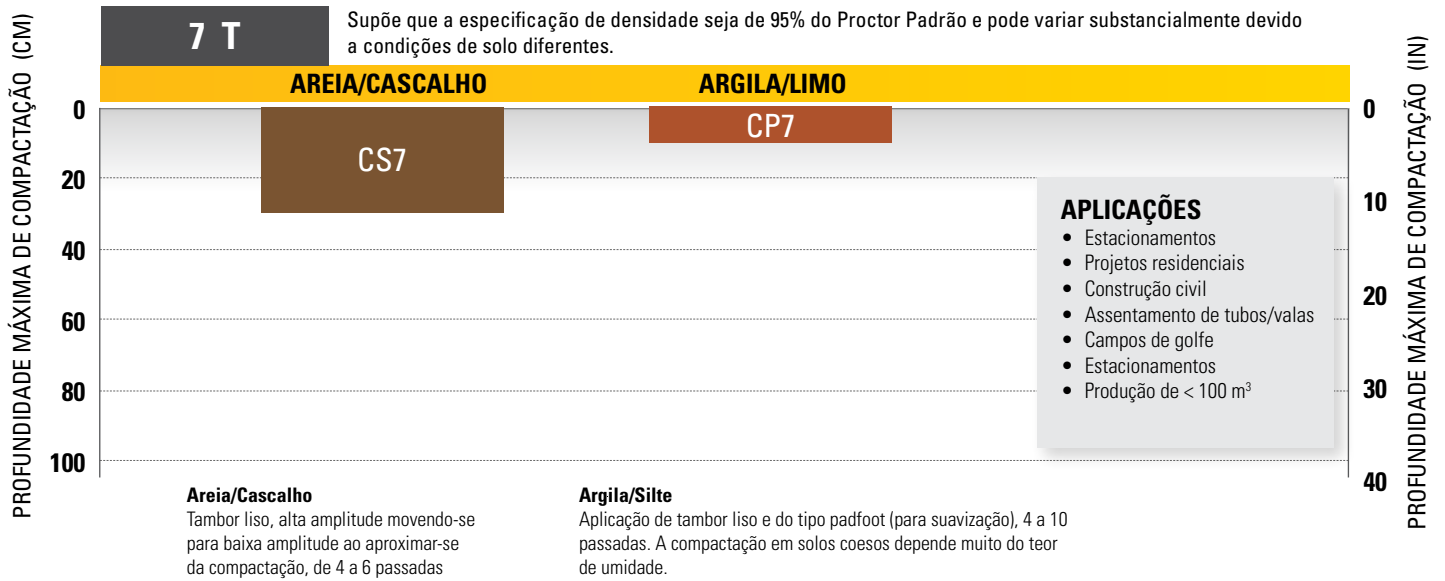 7 T
Supõe que a especificação de densidade seja de 95% do Proctor Padrão e pode variar substancialmente devido
a condições de solo diferentes.
PROFUNDIDADE MÁXIMA DE COMPACTAÇÃO (CM)
PROFUNDIDADE MÁXIMA DE COMPACTAÇÃO (IN)
AREIA/CASCALHO
ARGILA/LIMO
0
20
40
60
80
100
CS7
CP7
0
10
20
30
40
APLICAÇÕES
• Estacionamentos
• Projetos residenciais
• Construção civil
• Assentamento de tubos/valas
• Campos de golfe
• Estacionamentos
• Produção de < 100 m³
Areia/Cascalho
Tambor liso, alta amplitude movendo-se
para baixa amplitude ao aproximar-se
da compactação, de 4 a 6 passadas
Argila/Silte
Aplicação de tambor liso e do tipo padfoot (para suavização), 4 a 10
passadas. A compactação em solos coesos depende muito do teor
de umidade.